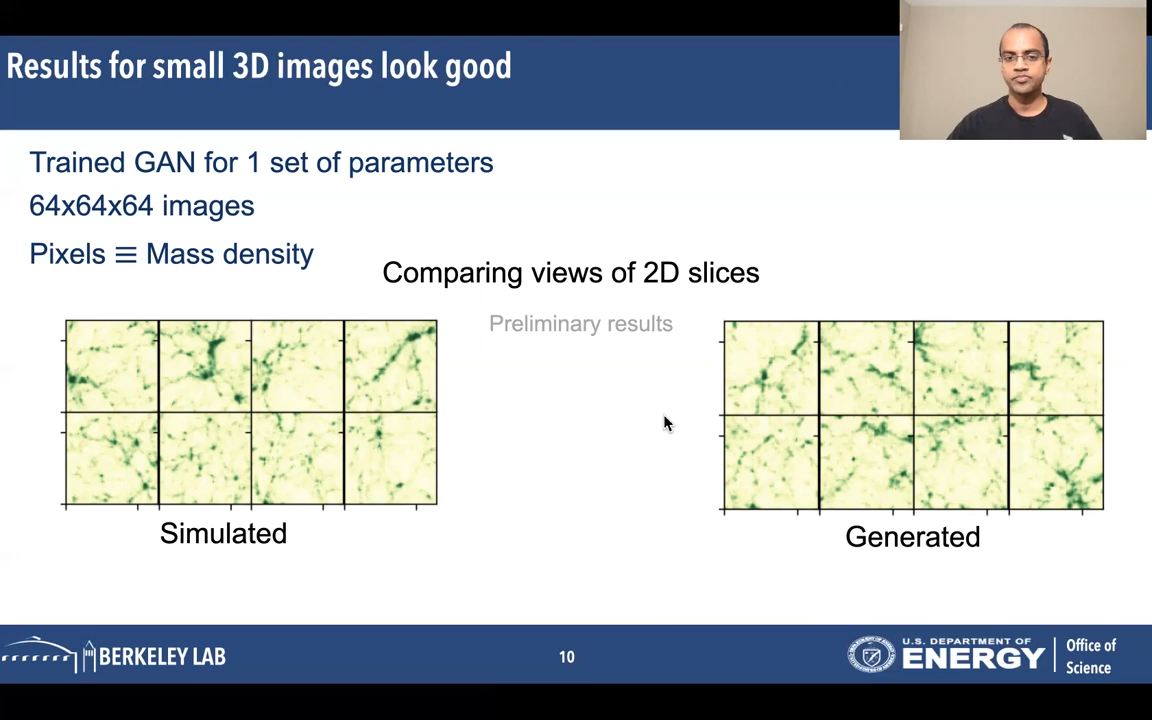 Results for small 3D images look good
Trained GAN for 1 set of parameters
64x64x64 images
Pixels ≡ Mass density
Comparing views of 2D slices
Preliminary results
Simulated
Generated
BERKELEY LAB
10
U.S. DEPARTMENT OF
ENERGY
Office of
Science